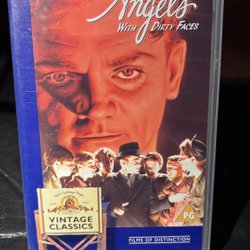 Angels
WITH DIRTY FACES
PG
VINTAGE
CLASSICS
FILMS OF DISTINCTION